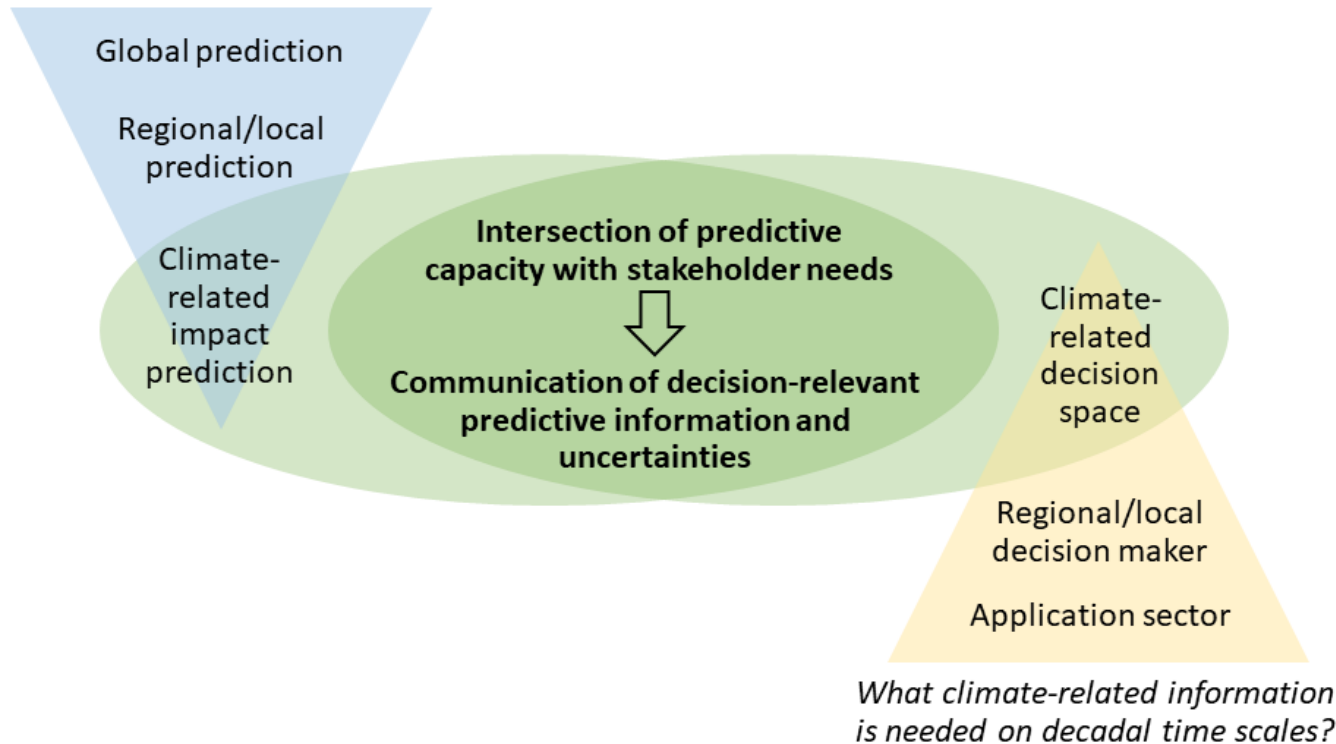 Global prediction
Regional/local
prediction
Climate-
related
impact
prediction
Intersection of predictive
capacity with stakeholder needs
Communication of decision-relevant
predictive information and
uncertainties
Climate-
related
decision
space
Regional/local
decision maker
Application sector
What climate-related information
is needed on decadal time scales?